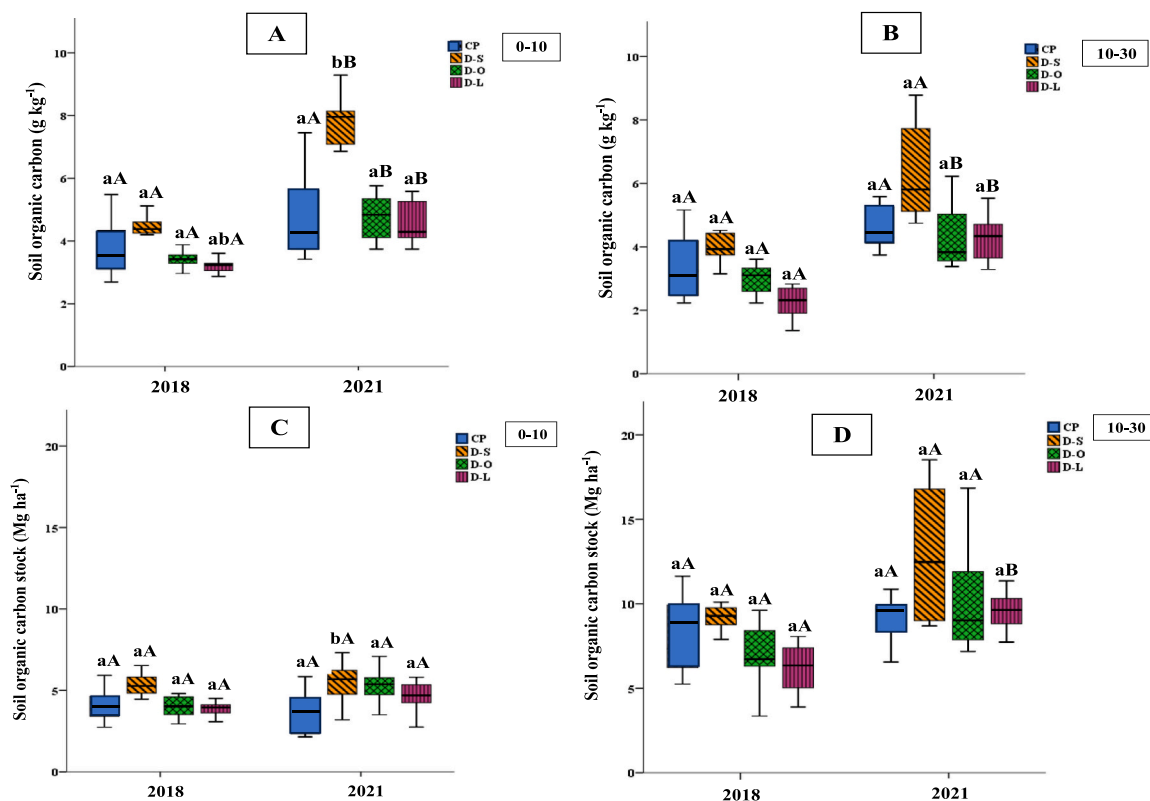 A
0-10
CP
D-S
D-O
D-L
Soil organic carbon (g kg⁻¹)
10
8
6
4
2
0
aA
aA
aA
abA
aA
bB
aB
aB
2018
2021
B
10-30
CP
D-S
D-O
D-L
Soil organic carbon (g kg⁻¹)
10
8
6
4
2
0
aA
aA
aA
aA
aA
aA
aB
aB
2018
2021
C
0-10
CP
D-S
D-O
D-L
Soil organic carbon stock (Mg ha⁻¹)
20
15
10
5
0
aA
aA
aA
aA
aA
bA
aA
aA
2018
2021
D
10-30
CP
D-S
D-O
D-L
Soil organic carbon stock (Mg ha⁻¹)
20
15
10
5
0
aA
aA
aA
aA
aA
aA
aA
aB
2018
2021